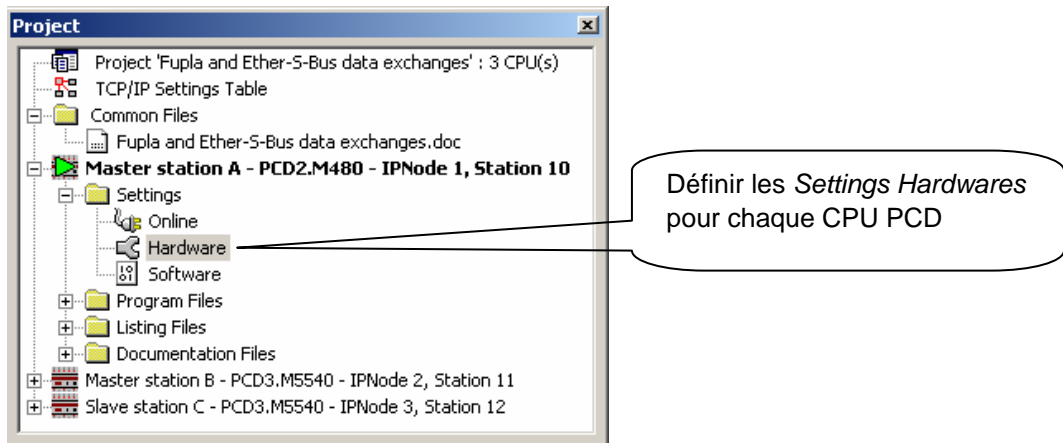 Project
Project 'Fupla and Ether-S-Bus data exchanges' : 3 CPU(s)
TCP/IP Settings Table
Common Files
Fupla and Ether-S-Bus data exchanges.doc
Master station A - PCD2.M480 - IPNode 1, Station 10
Settings
Online
Hardware
Software
Program Files
Listing Files
Documentation Files
Master station B - PCD3.M5540 - IPNode 2, Station 11
Slave station C - PCD3.M5540 - IPNode 3, Station 12
Définir les Settings Hardwares
pour chaque CPU PCD